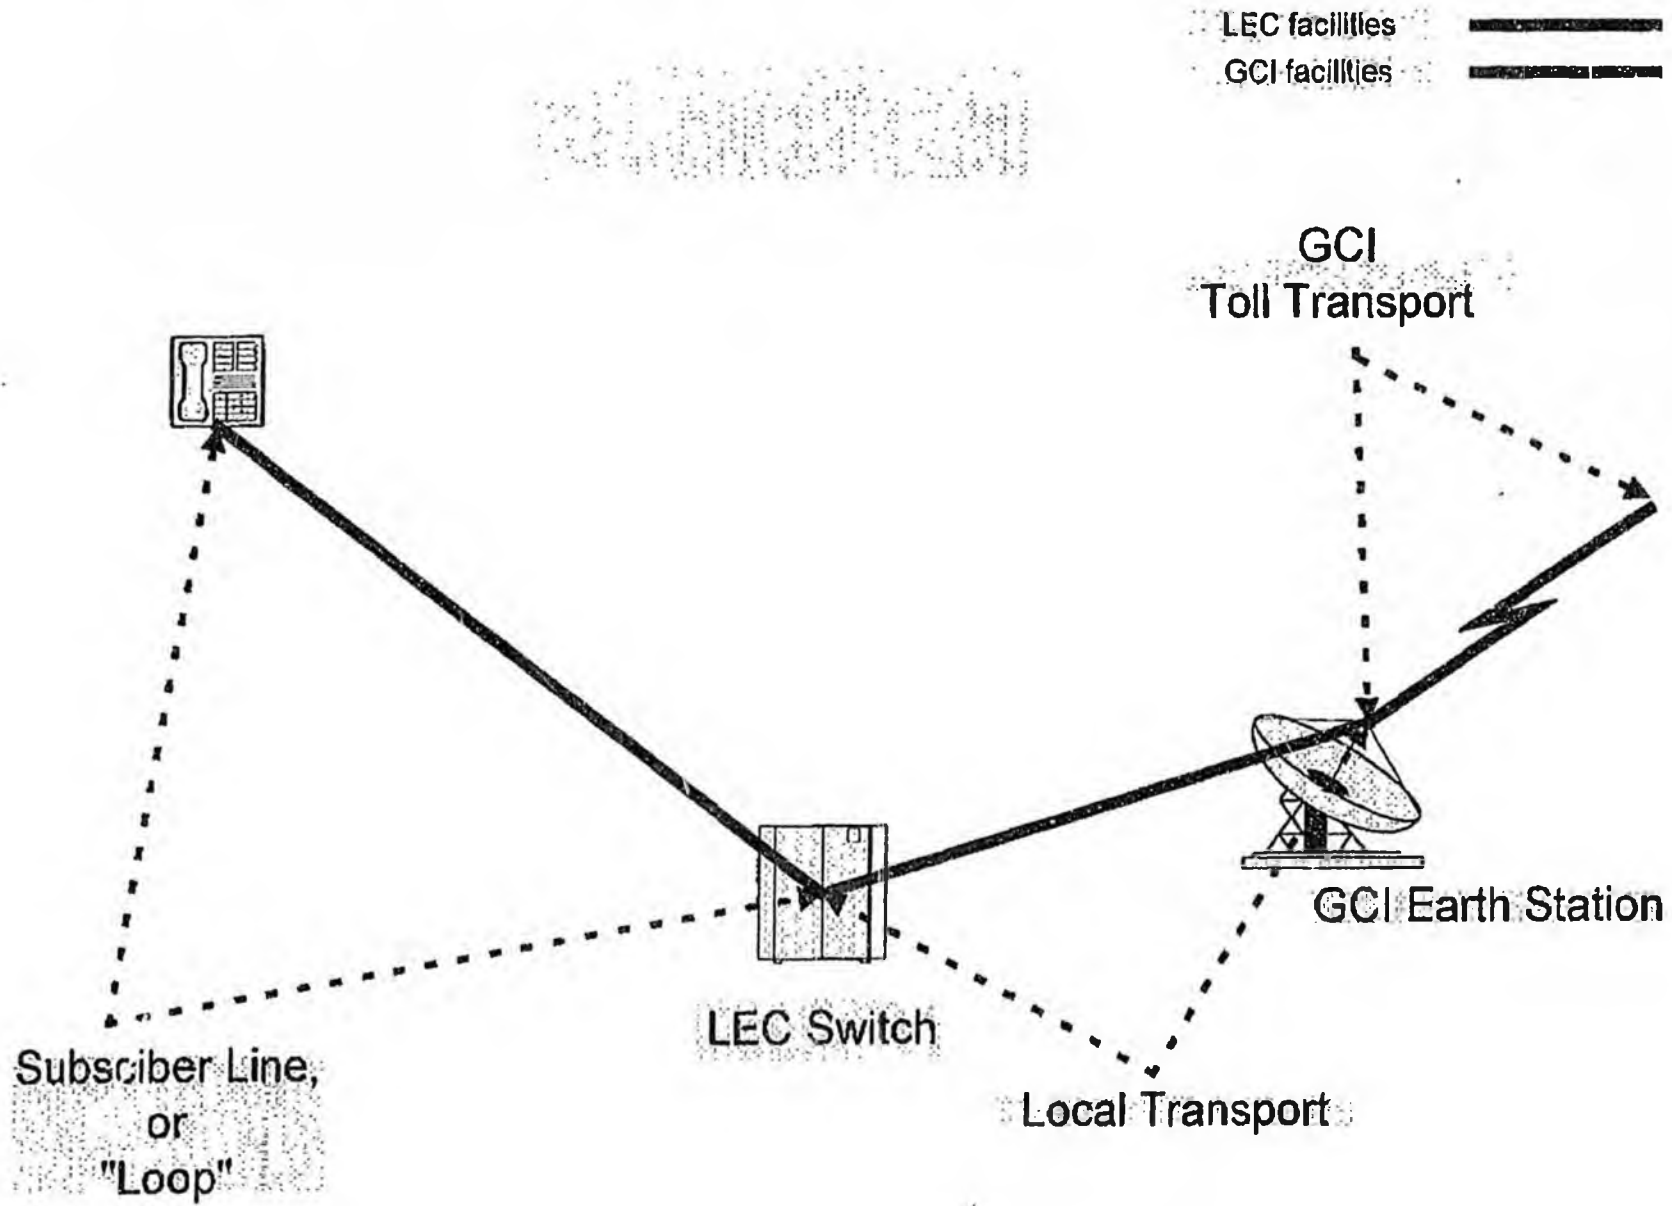 LEC facilities
GCI facilities
GCI
Toll Transport
GCI Earth Station
LEC Switch
Subsciber Line,
or
"Loop"
Local Transport